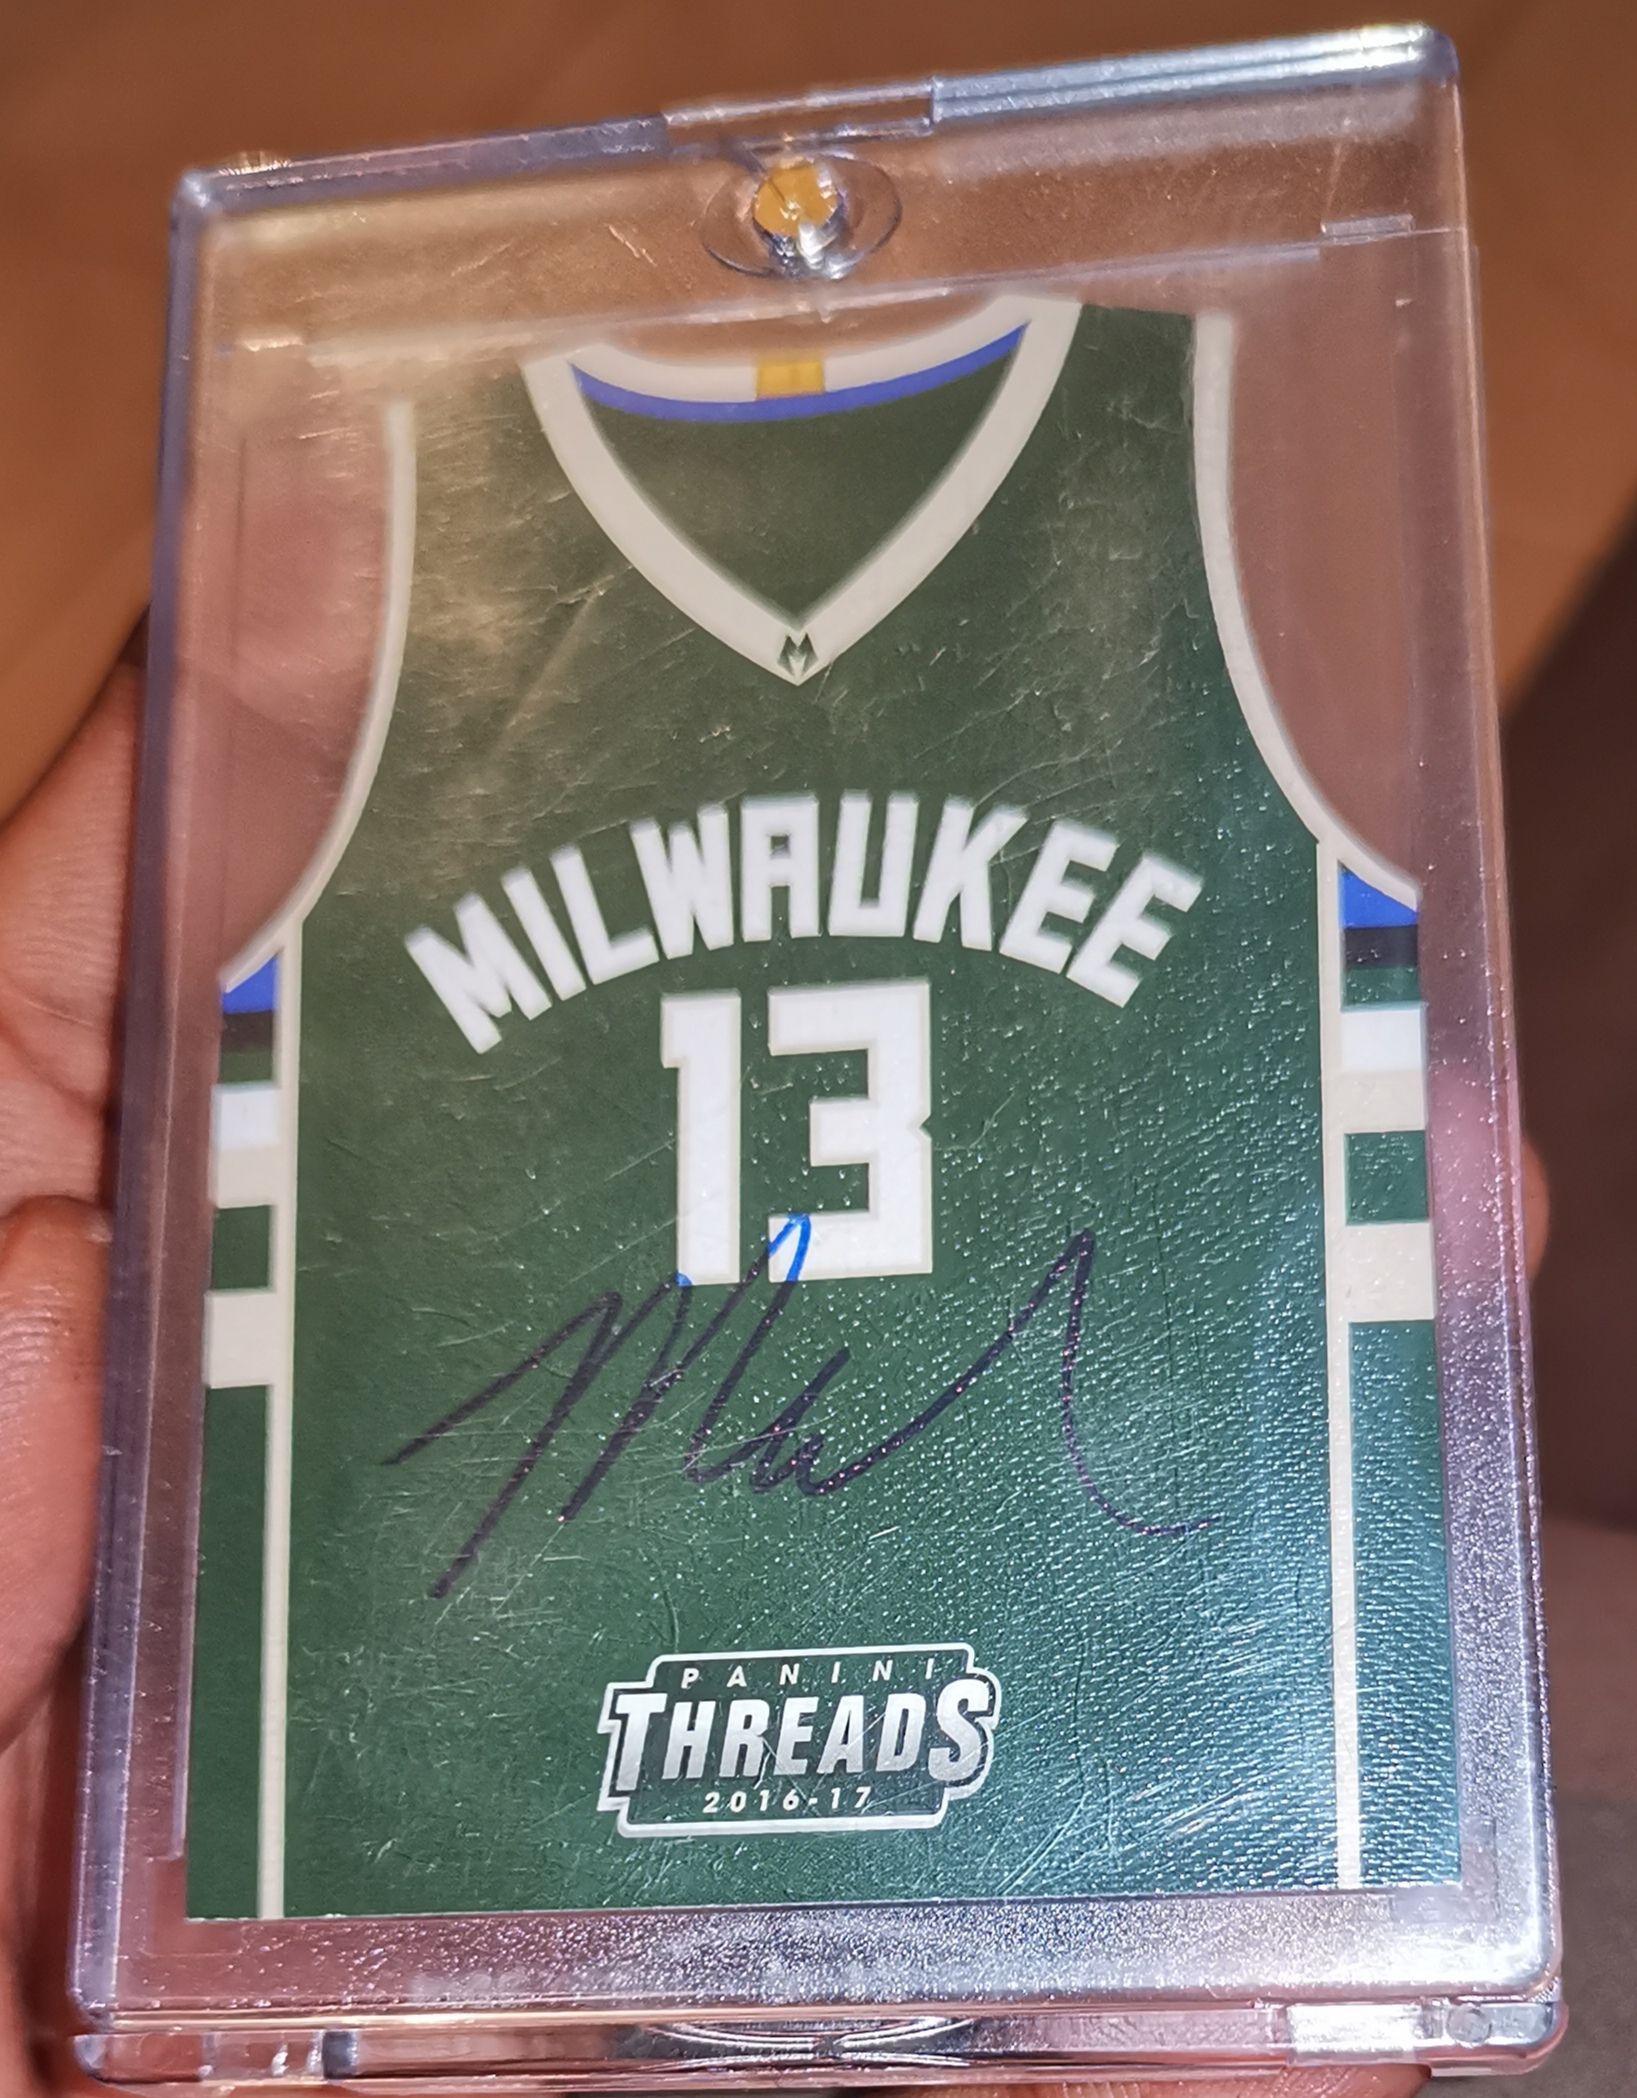 MILWAUKEE
13
PANINI
THREADS
2016-17